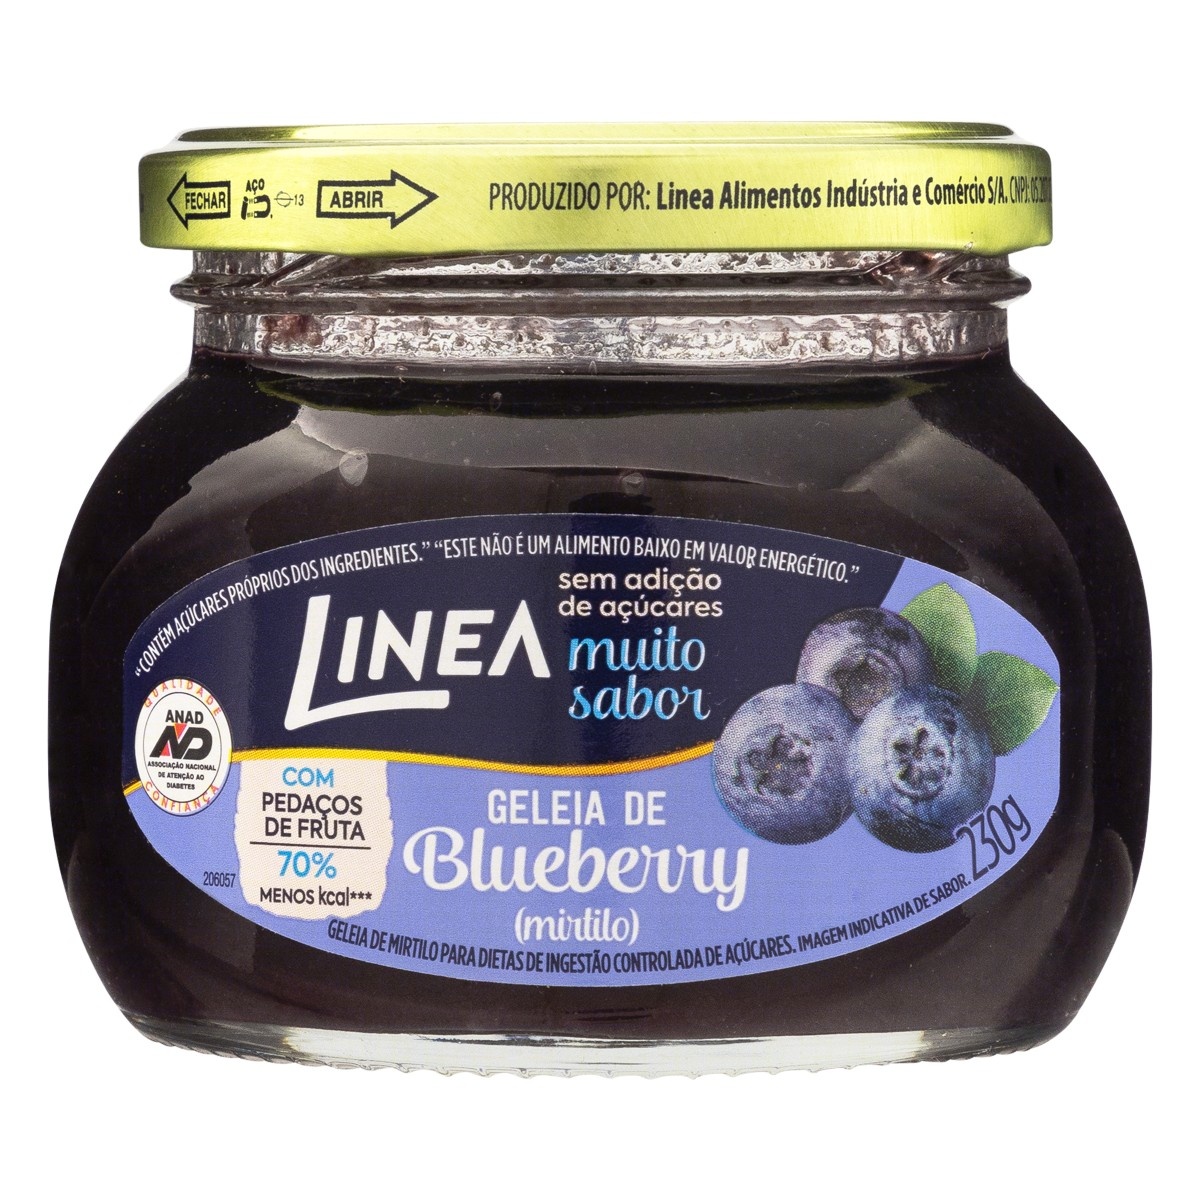 FECHAR
AÇO
13
ABRIR
PRODUZIDO POR: Linea Alimentos Indústria e Comércio S/A. CNPJ:
"CONTÉM AÇÚCARES PRÓPRIOS DOS INGREDIENTES." "ESTE NÃO É UM ALIMENTO BAIXO EM VALOR ENERGÉTICO."
LINEA
sem adição
de açúcares
muito
sabor
QUALIDADE
ANAD
ASSOCIAÇÃO NACIONAL
DE ATENÇÃO AO
DIABETES
CONFIANÇA
COM
PEDAÇOS
DE FRUTA
70%
MENOS kcal***
206057
GELEIA DE
Blueberry
(mirtilo)
230g
GELEIA DE MIRTILO PARA DIETAS DE INGESTÃO CONTROLADA DE AÇÚCARES. IMAGEM INDICATIVA DE SABOR.